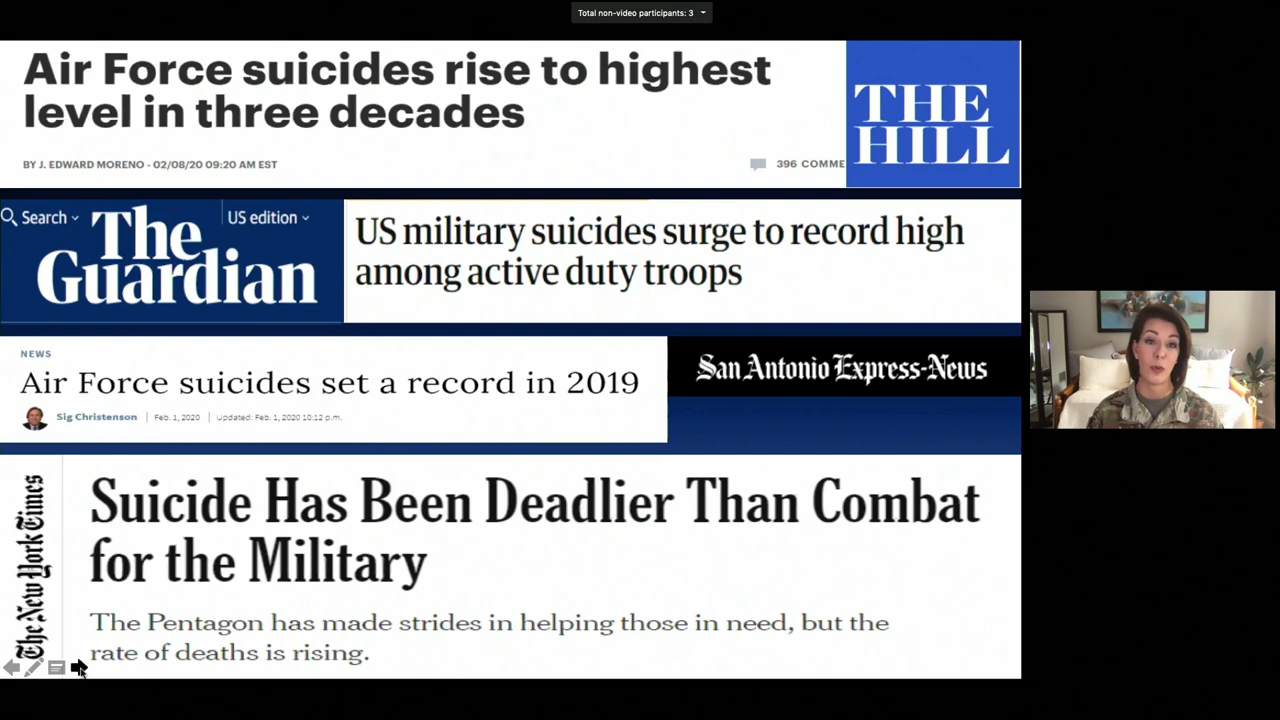 Total non-video participants: 3
Air Force suicides rise to highest
level in three decades
BY J. EDWARD MORENO - 02/08/20 09:20 AM EST
396 COMME
THE
HILL
Search
US edition
The
Guardian
US military suicides surge to record high
among active duty troops
NEWS
Air Force suicides set a record in 2019
Sig Christenson | Feb. 1, 2020 | Updated: Feb. 1, 2020 10:12 p.m.
San Antonio Express-News
The New York Times
Suicide Has Been Deadlier Than Combat
for the Military
The Pentagon has made strides in helping those in need, but the
rate of deaths is rising.